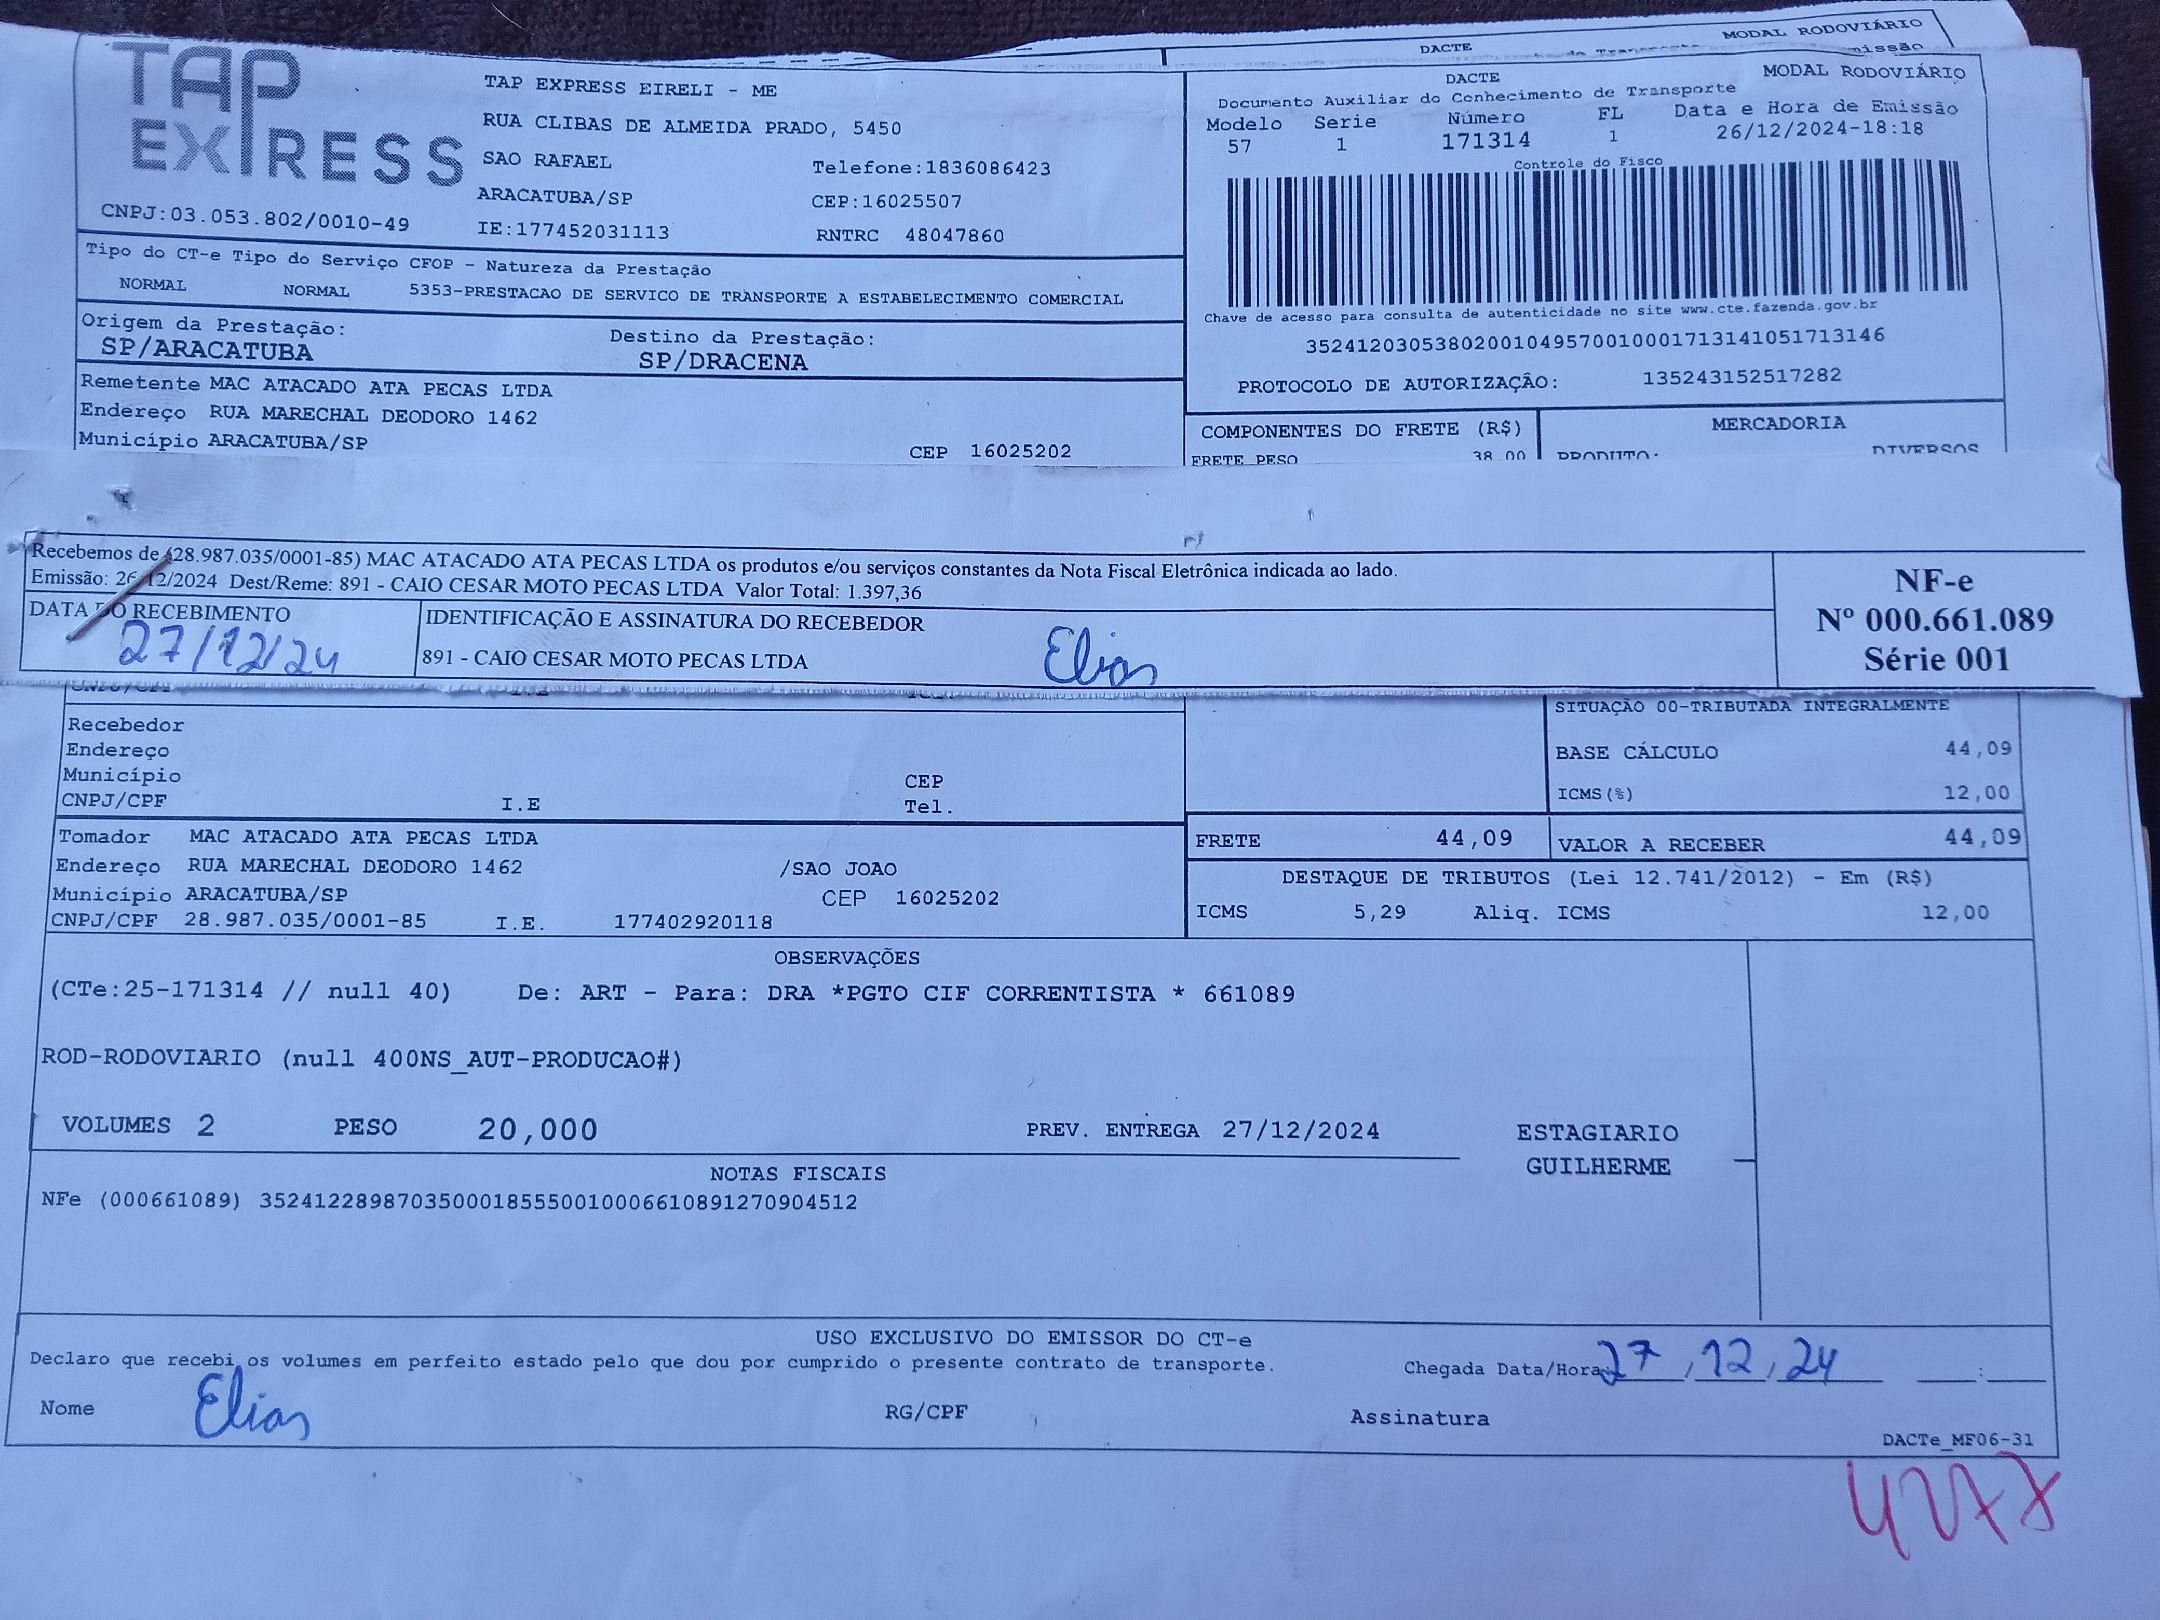 DACTE
MODAL RODOVIÁRIO
TAP EXPRESS
TAP EXPRESS EIRELI - ME
RUA CLIBAS DE ALMEIDA PRADO, 5450
SAO RAFAEL
Telefone:1836086423
ARACATUBA/SP
CEP:16025507
CNPJ:03.053.802/0010-49
IE:177452031113
RNTRC 48047860
DACTE
MODAL RODOVIÁRIO
Documento Auxiliar do Conhecimento de Transporte
Modelo Serie Número FL Data e Hora de Emissão
57 1 171314 1 26/12/2024-18:18
Controle do Fisco
Chave de acesso para consulta de autenticidade no site www.cte.fazenda.gov.br
35241203053802001049570010001713141051713146
PROTOCOLO DE AUTORIZAÇÃO: 135243152517282
Tipo do CT-e Tipo do Serviço CFOP - Natureza da Prestação
NORMAL NORMAL 5353-PRESTACAO DE SERVICO DE TRANSPORTE A ESTABELECIMENTO COMERCIAL
Origem da Prestação: Destino da Prestação:
SP/ARACATUBA SP/DRACENA
Remetente MAC ATACADO ATA PECAS LTDA
Endereço RUA MARECHAL DEODORO 1462
Município ARACATUBA/SP CEP 16025202
COMPONENTES DO FRETE (R$) MERCADORIA
FRETE PESO 38,00 PRODUTO: DIVERSOS
Recebemos de (28.987.035/0001-85) MAC ATACADO ATA PECAS LTDA os produtos e/ou serviços constantes da Nota Fiscal Eletrônica indicada ao lado.
Emissão: 26/12/2024 Dest/Reme: 891 - CAIO CESAR MOTO PECAS LTDA Valor Total: 1.397,36
DATA DO RECEBIMENTO
27/12/24
IDENTIFICAÇÃO E ASSINATURA DO RECEBEDOR
891 - CAIO CESAR MOTO PECAS LTDA
Elias
NF-e
Nº 000.661.089
Série 001
Recebedor
Endereço
Município CEP
CNPJ/CPF I.E Tel.
SITUAÇÃO 00-TRIBUTADA INTEGRALMENTE
BASE CÁLCULO 44,09
ICMS(%) 12,00
Tomador MAC ATACADO ATA PECAS LTDA
Endereço RUA MARECHAL DEODORO 1462 /SAO JOAO
Município ARACATUBA/SP CEP 16025202
CNPJ/CPF 28.987.035/0001-85 I.E. 177402920118
FRETE 44,09 VALOR A RECEBER 44,09
DESTAQUE DE TRIBUTOS (Lei 12.741/2012) - Em (R$)
ICMS 5,29 Aliq. ICMS 12,00
OBSERVAÇÕES
(CTe:25-171314 // null 40) De: ART - Para: DRA *PGTO CIF CORRENTISTA * 661089
ROD-RODOVIARIO (null 400NS_AUT-PRODUCAO#)
VOLUMES 2 PESO 20,000 PREV. ENTREGA 27/12/2024
ESTAGIARIO
GUILHERME
NOTAS FISCAIS
NFe (000661089) 35241228987035000185550010006610891270904512
USO EXCLUSIVO DO EMISSOR DO CT-e
Declaro que recebi os volumes em perfeito estado pelo que dou por cumprido o presente contrato de transporte.
Chegada Data/Hora 27/12/24 :
Nome Elias RG/CPF Assinatura
DACTe_MF06-31
4277